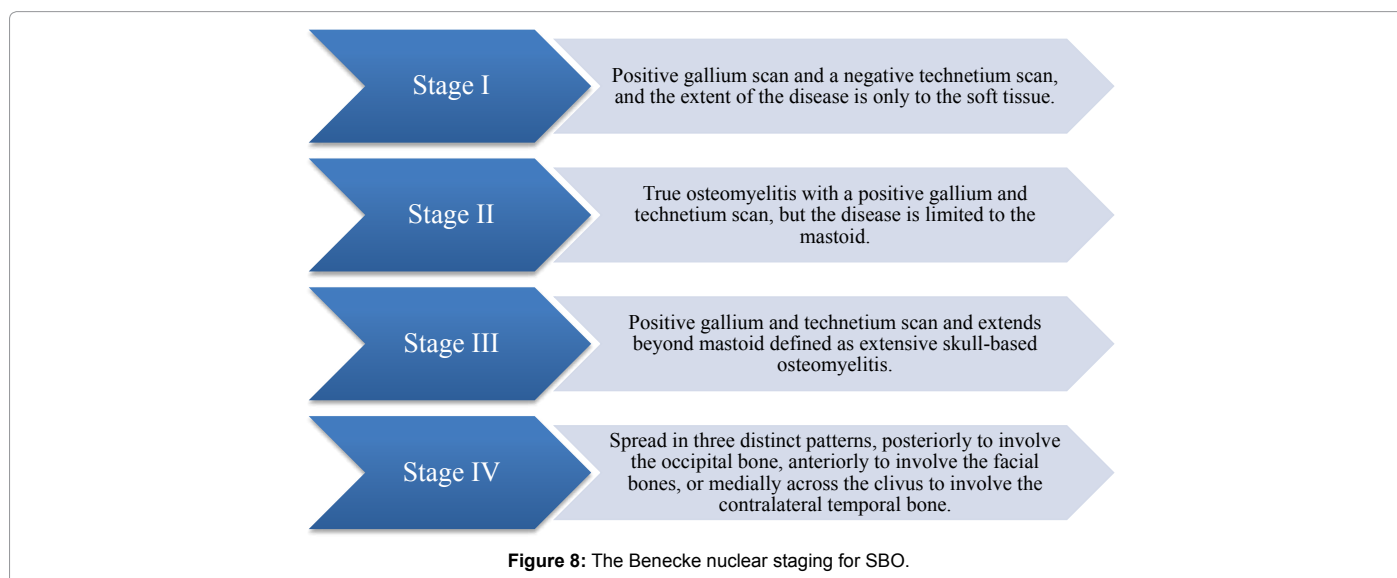 Stage I
Positive gallium scan and a negative technetium scan,
and the extent of the disease is only to the soft tissue.
Stage II
True osteomyelitis with a positive gallium and
technetium scan, but the disease is limited to the
mastoid.
Stage III
Positive gallium and technetium scan and extends
beyond mastoid defined as extensive skull-based
osteomyelitis.
Stage IV
Spread in three distinct patterns, posteriorly to involve
the occipital bone, anteriorly to involve the facial
bones, or medially across the clivus to involve the
contralateral temporal bone.
Figure 8: The Benecke nuclear staging for SBO.